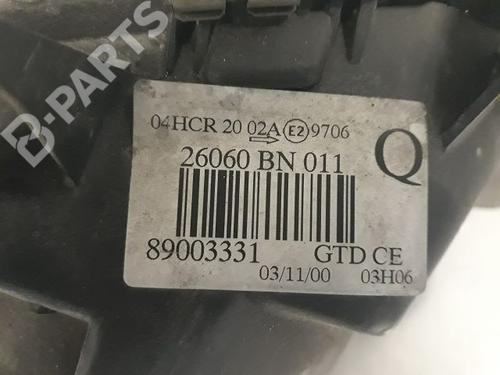 B-PARTS
04HCR 20 02A E2 9706
26060 BN 011 Q
89003331 GTD CE
03/11/00 03H06